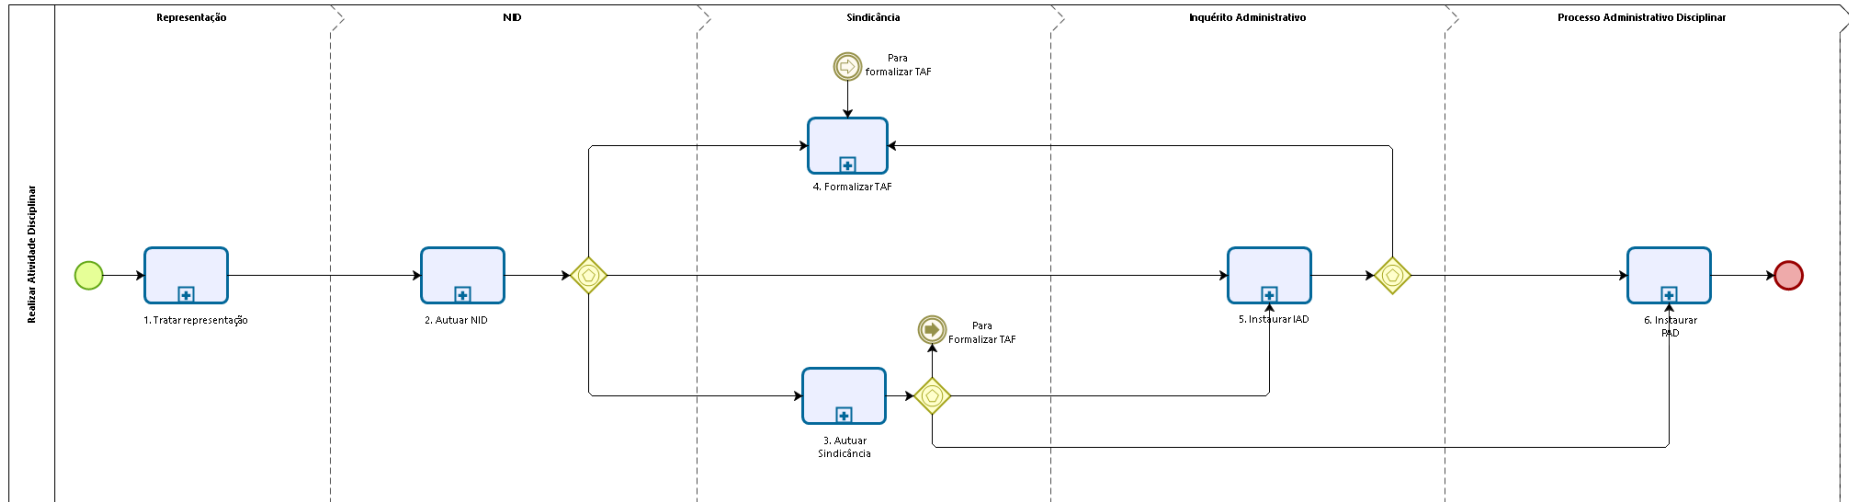 Representação
NID
Sindicância
Inquérito Administrativo
Processo Administrativo Disciplinar
Realizar Atividade Disciplinar
Para
formalizar TAF
4. Formalizar TAF
1. Tratar representação
2. Autuar NID
5. Instaurar IAD
6. Instaurar
PAD
Para
Formalizar TAF
3. Autuar
Sindicância